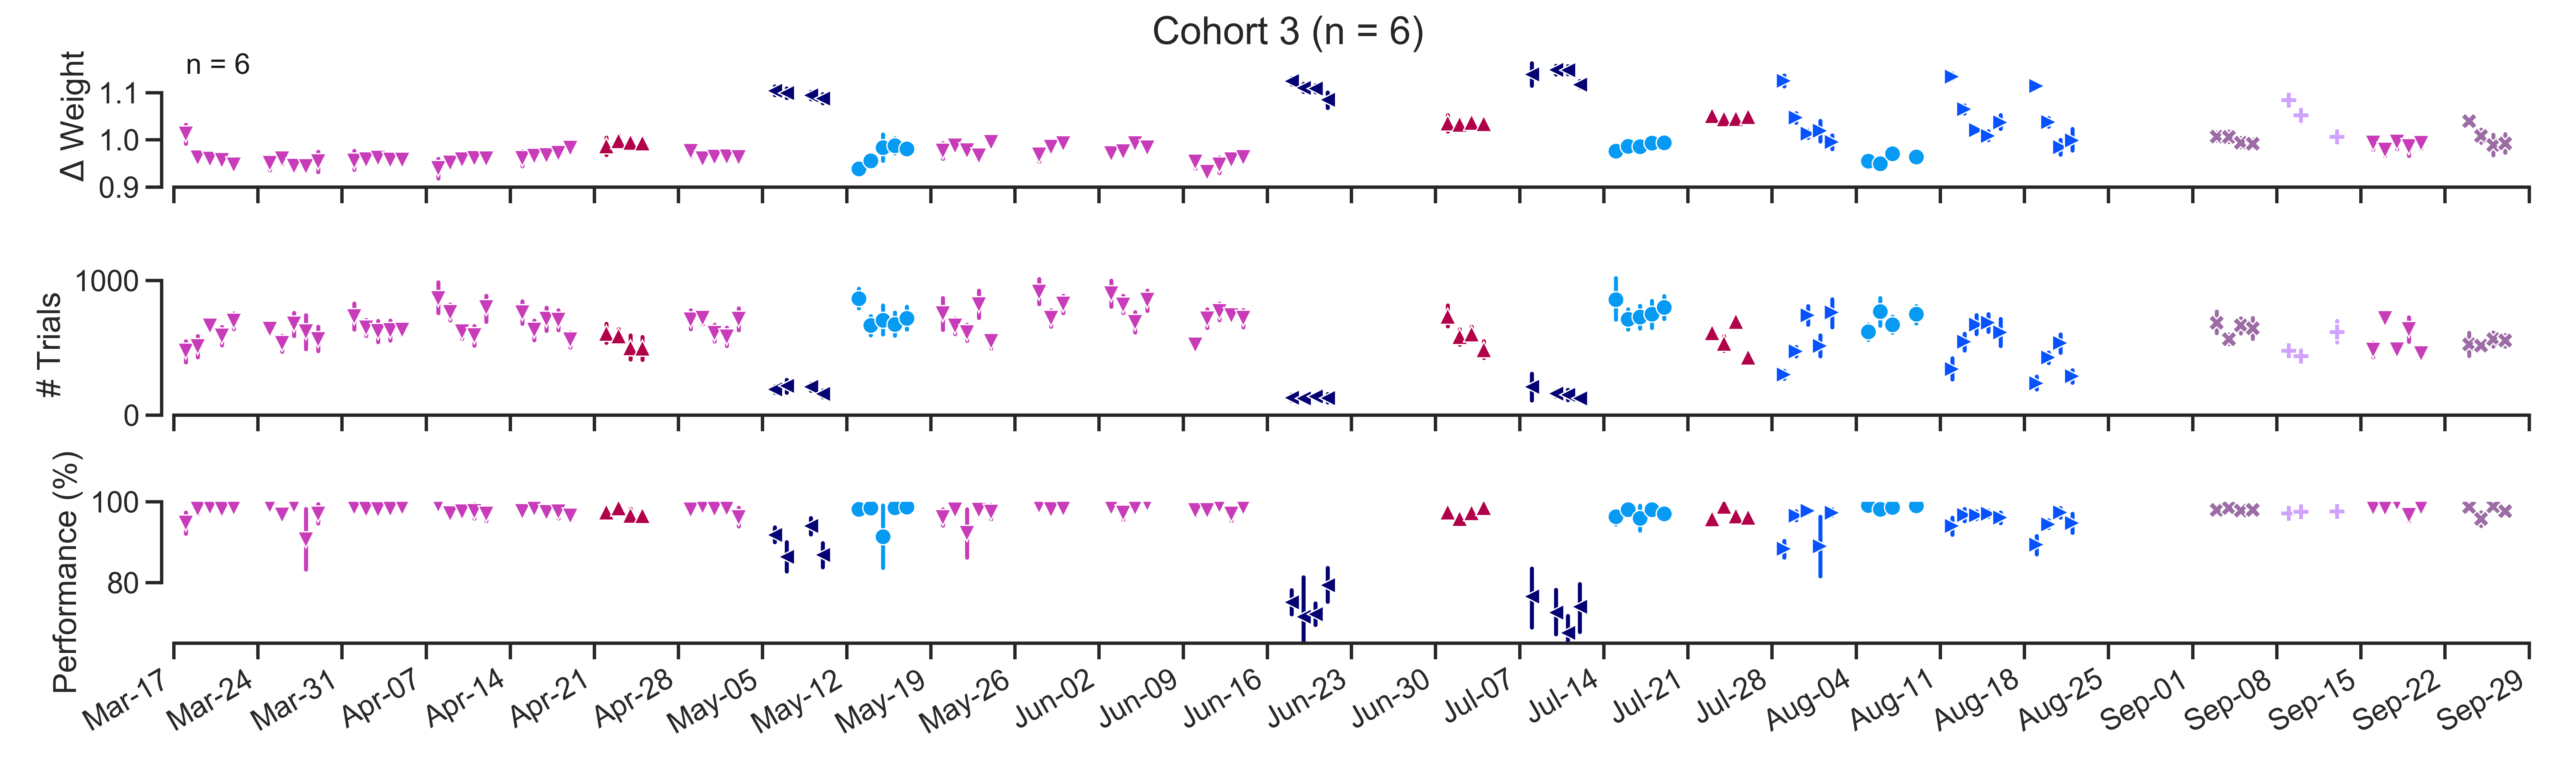 Cohort 3 (n = 6)
n = 6
Δ Weight
1.1
1.0
0.9
# Trials
1000
0
Performance (%)
100
80
Mar-17
Mar-24
Mar-31
Apr-07
Apr-14
Apr-21
Apr-28
May-05
May-12
May-19
May-26
Jun-02
Jun-09
Jun-16
Jun-23
Jun-30
Jul-07
Jul-14
Jul-21
Jul-28
Aug-04
Aug-11
Aug-18
Aug-25
Sep-01
Sep-08
Sep-15
Sep-22
Sep-29